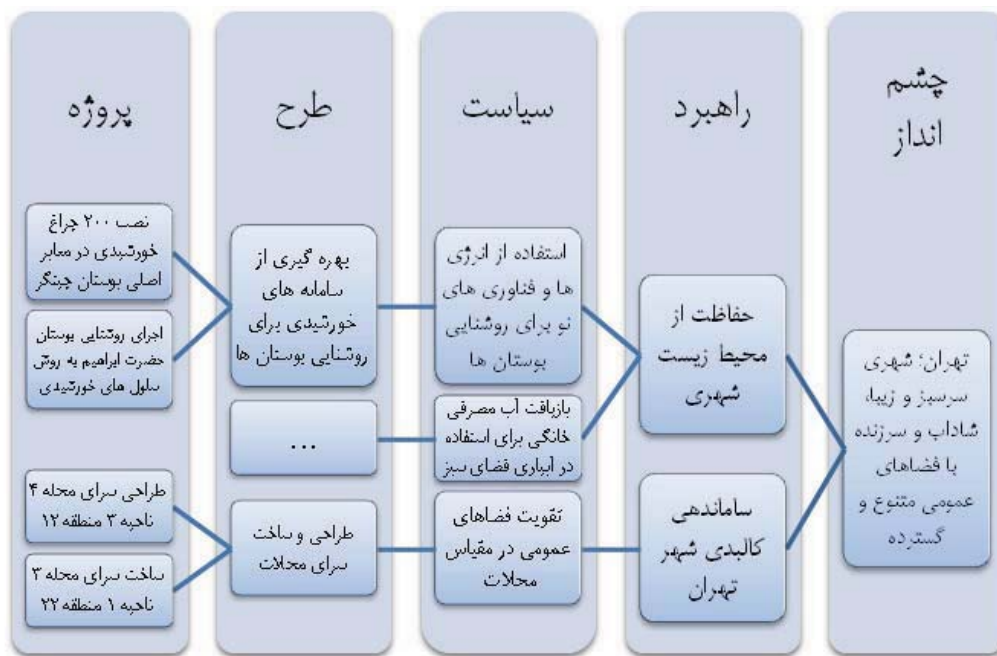 چشم
انداز
تهران؛ شهری
سرسبز و زیبا،
شاداب و سرزنده
با فضاهای
عمومی متنوع و
گسترده
راهبرد
حفاظت از
محیط زیست
شهری
ساماندهی
کالبدی شهر
تهران
سیاست
استفاده از انرژی
ها و فناوری های
نو برای روشنایی
بوستان ها
بازیافت آب مصرفی
خانگی برای استفاده
در آبیاری فضای سبز
تقویت فضاهای
عمومی در مقیاس
محلات
طرح
بهره گیری از
سامانه های
خورشیدی برای
روشنایی بوستان ها
...
طراحی و ساخت
سرای محلات
پروژه
نصب ۲۰۰ چراغ
خورشیدی در معابر
اصلی بوستان چیتگر
اجرای روشنایی بوستان
حضرت ابراهیم به روش
سلول های خورشیدی
طراحی سرای محله ۴
ناحیه ۳ منطقه ۱۲
ساخت سرای محله ۳
ناحیه ۱ منطقه ۲۲